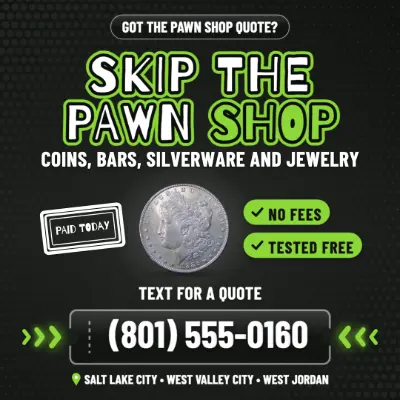 GOT THE PAWN SHOP QUOTE?
SKIP THE
PAWN SHOP
COINS, BARS, SILVERWARE AND JEWELRY
PAID TODAY
NO FEES
TESTED FREE
TEXT FOR A QUOTE
(801) 555-0160
SALT LAKE CITY • WEST VALLEY CITY • WEST JORDAN